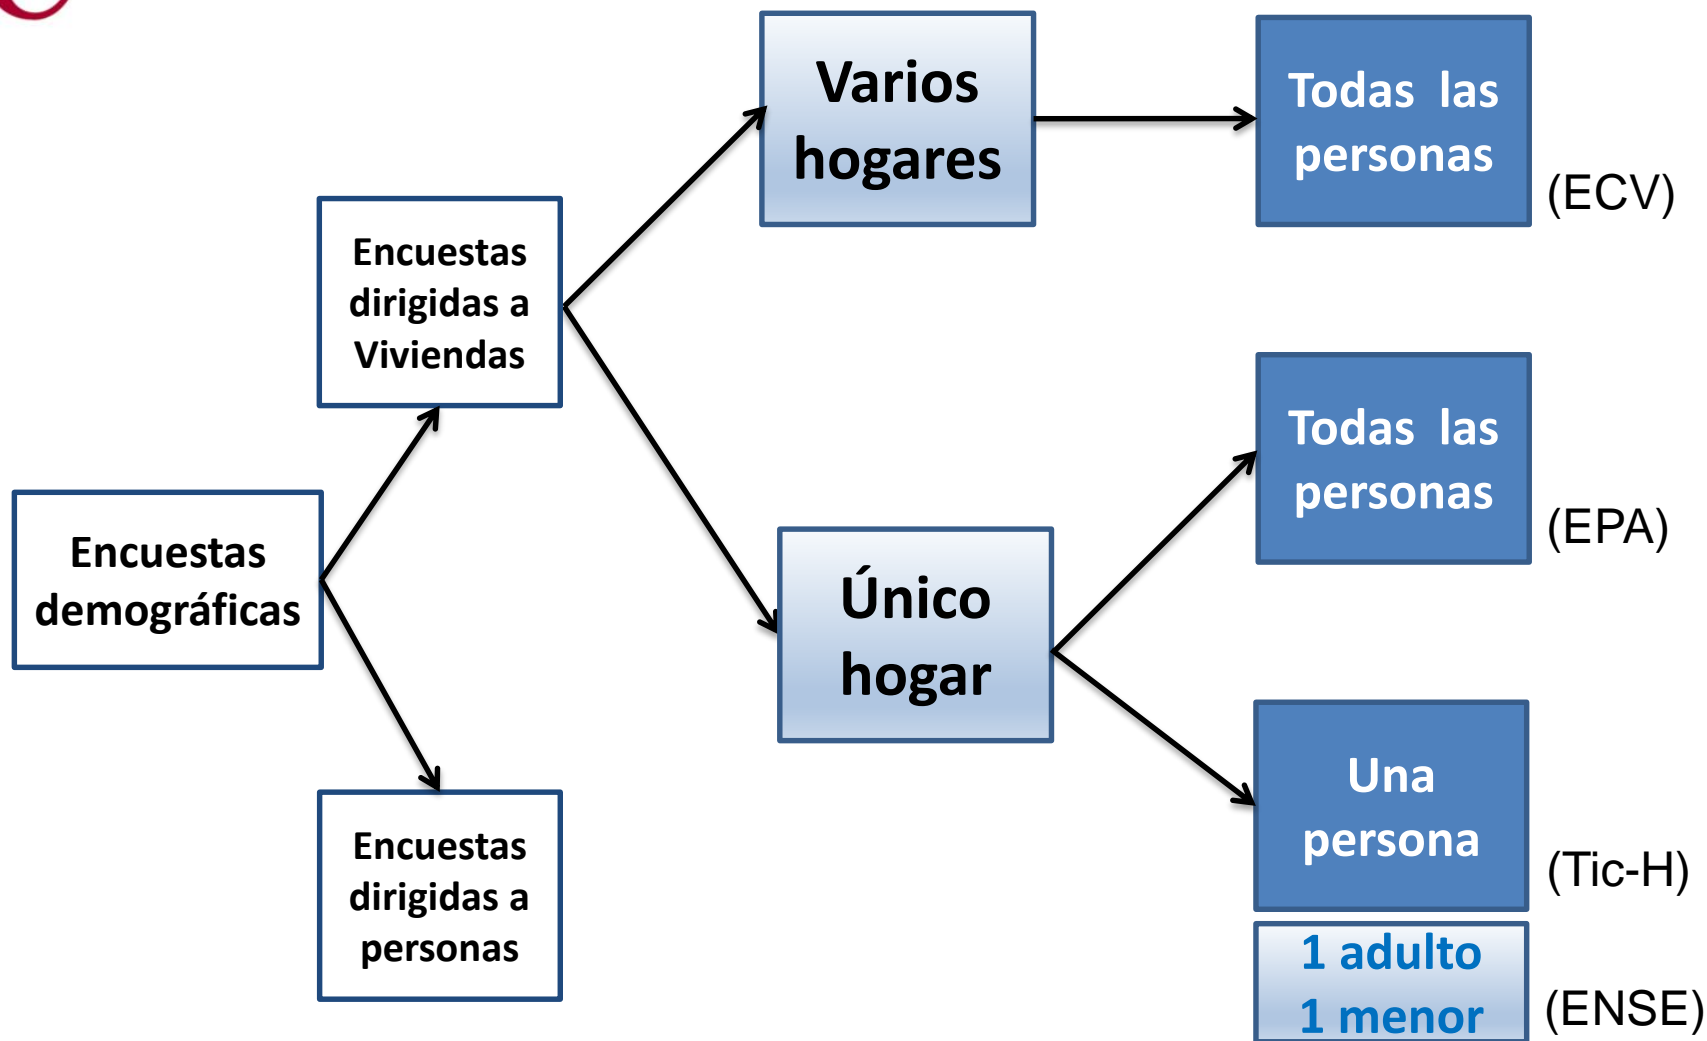 Varios
hogares
Todas las
personas
(ECV)
Encuestas
dirigidas a
Viviendas
Todas las
personas
(EPA)
Encuestas
demográficas
Único
hogar
Una
persona
(Tic-H)
Encuestas
dirigidas a
personas
1 adulto
1 menor
(ENSE)